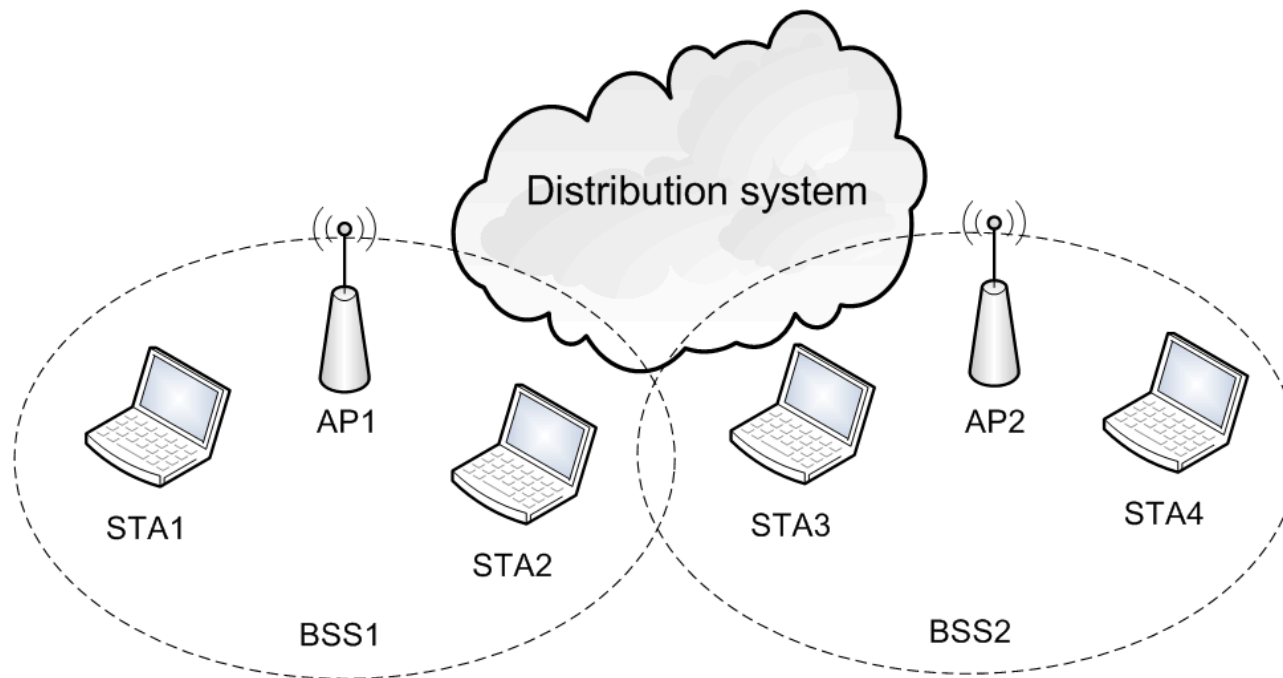 Distribution system
AP1
AP2
STA1
STA2
STA3
STA4
BSS1
BSS2